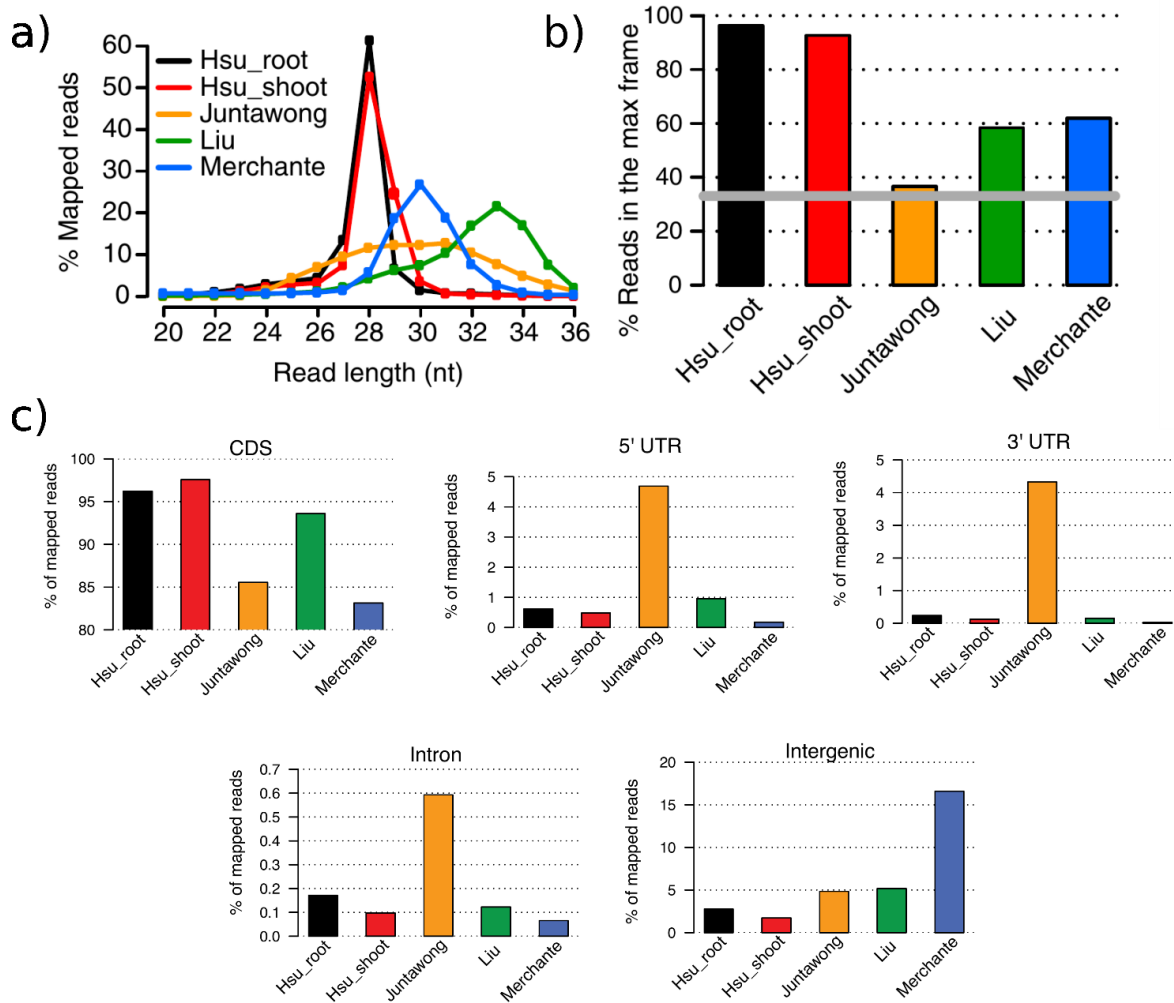 a)
% Mapped reads
60
50
40
30
20
10
0
Hsu_root
Hsu_shoot
Juntawong
Liu
Merchante
20 22 24 26 28 30 32 34 36
Read length (nt)
b)
% Reads in the max frame
100
80
60
40
20
0
Hsu_root
Hsu_shoot
Juntawong
Liu
Merchante
c)
CDS
% of mapped reads
100
95
90
85
80
Hsu_root
Hsu_shoot
Juntawong
Liu
Merchante
5' UTR
% of mapped reads
5
4
3
2
1
0
Hsu_root
Hsu_shoot
Juntawong
Liu
Merchante
3' UTR
% of mapped reads
5
4
3
2
1
0
Hsu_root
Hsu_shoot
Juntawong
Liu
Merchante
Intron
% of mapped reads
0.7
0.6
0.5
0.4
0.3
0.2
0.1
0.0
Hsu_root
Hsu_shoot
Juntawong
Liu
Merchante
Intergenic
% of mapped reads
20
15
10
5
0
Hsu_root
Hsu_shoot
Juntawong
Liu
Merchante